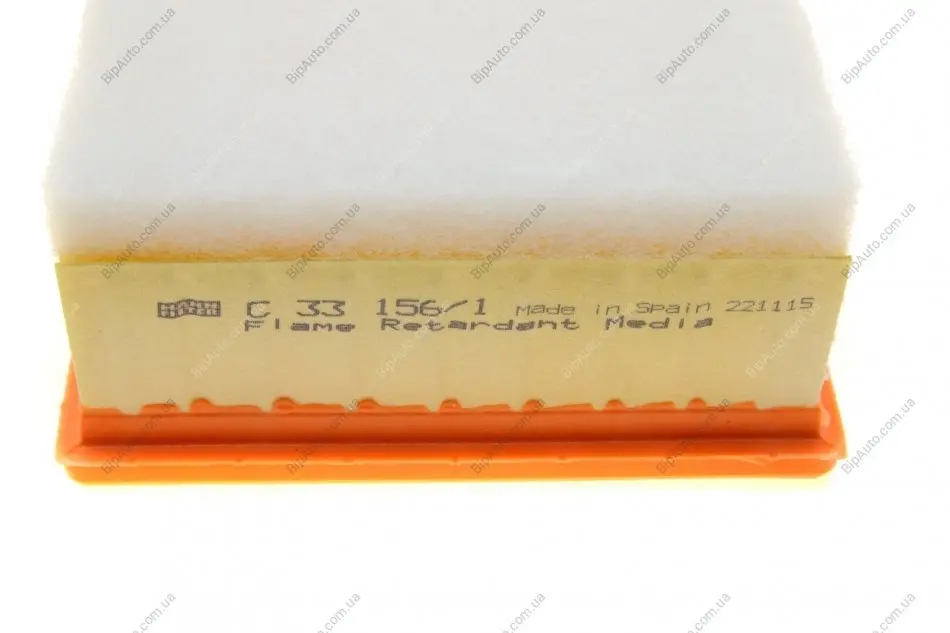 C 33 156/1 Made in Spain 221115
Flame Retardant Media
BipAuto.com.ua